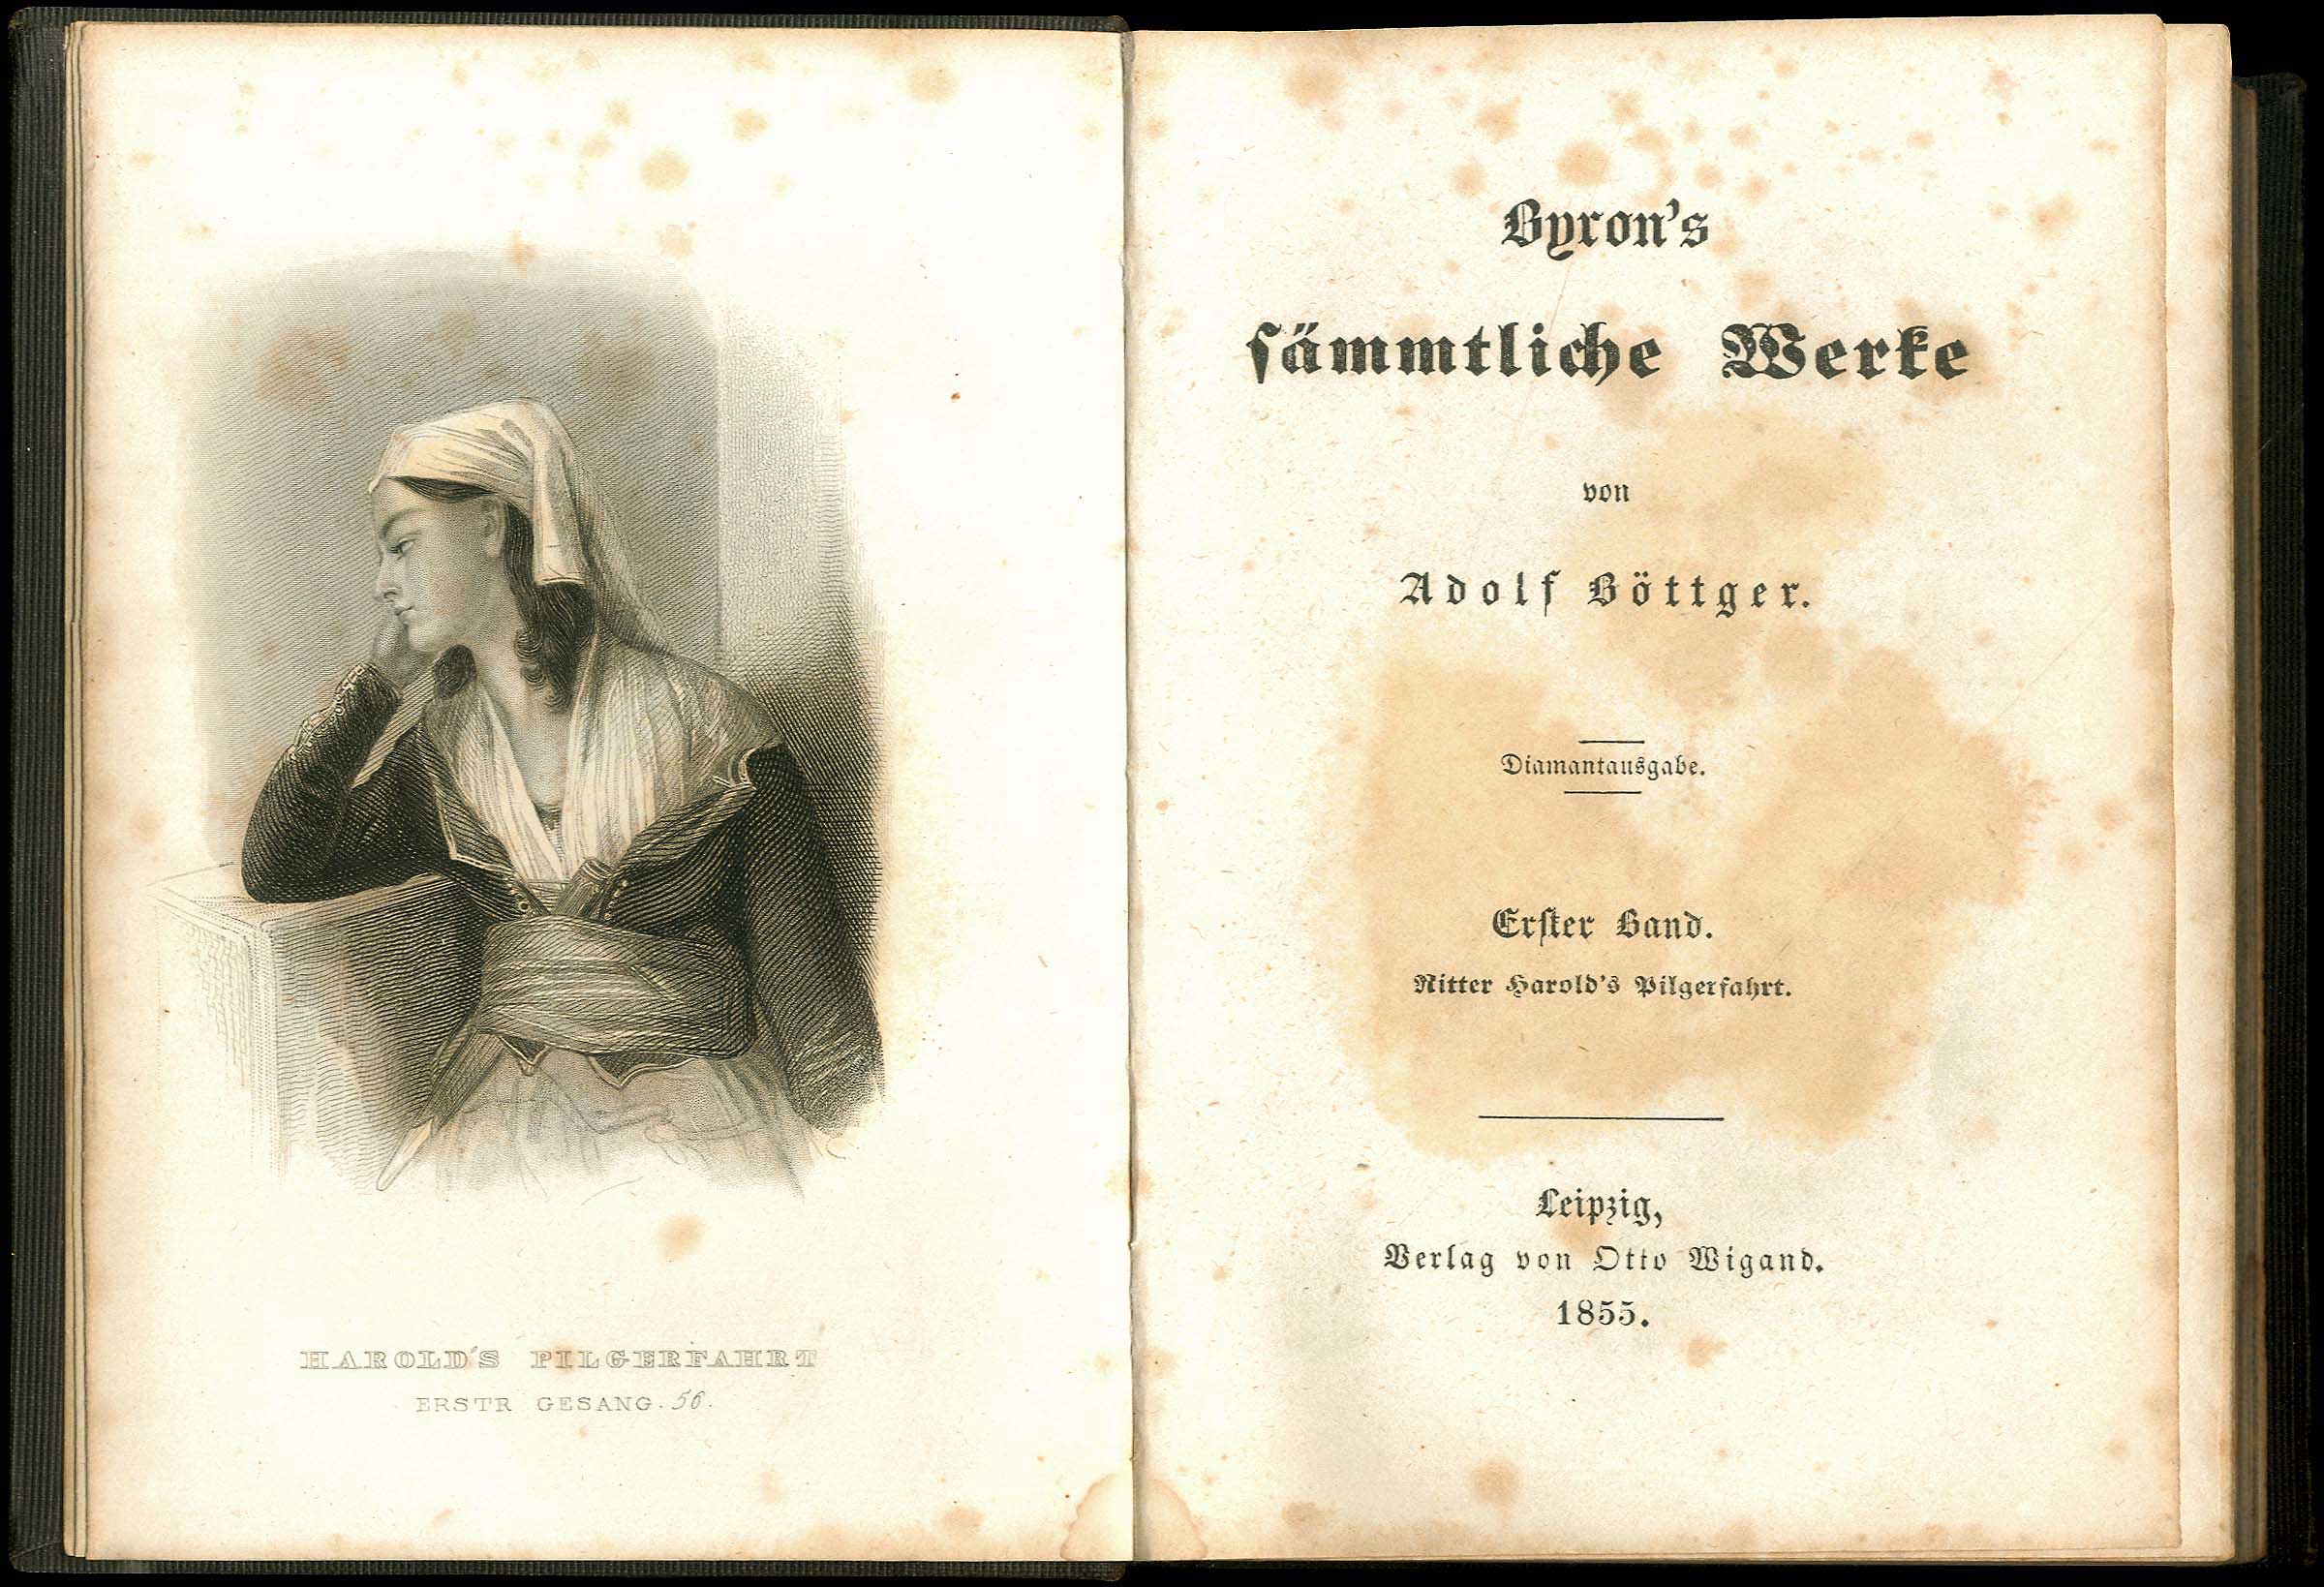 HAROLD'S PILGERFAHRT
ERSTR GESANG. 56.
Byron's
sämmtliche Werke
von
Adolf Böttger.
Diamantausgabe.
Erster Band.
Ritter Harold's Pilgerfahrt.
Leipzig,
Verlag von Otto Wigand.
1855.